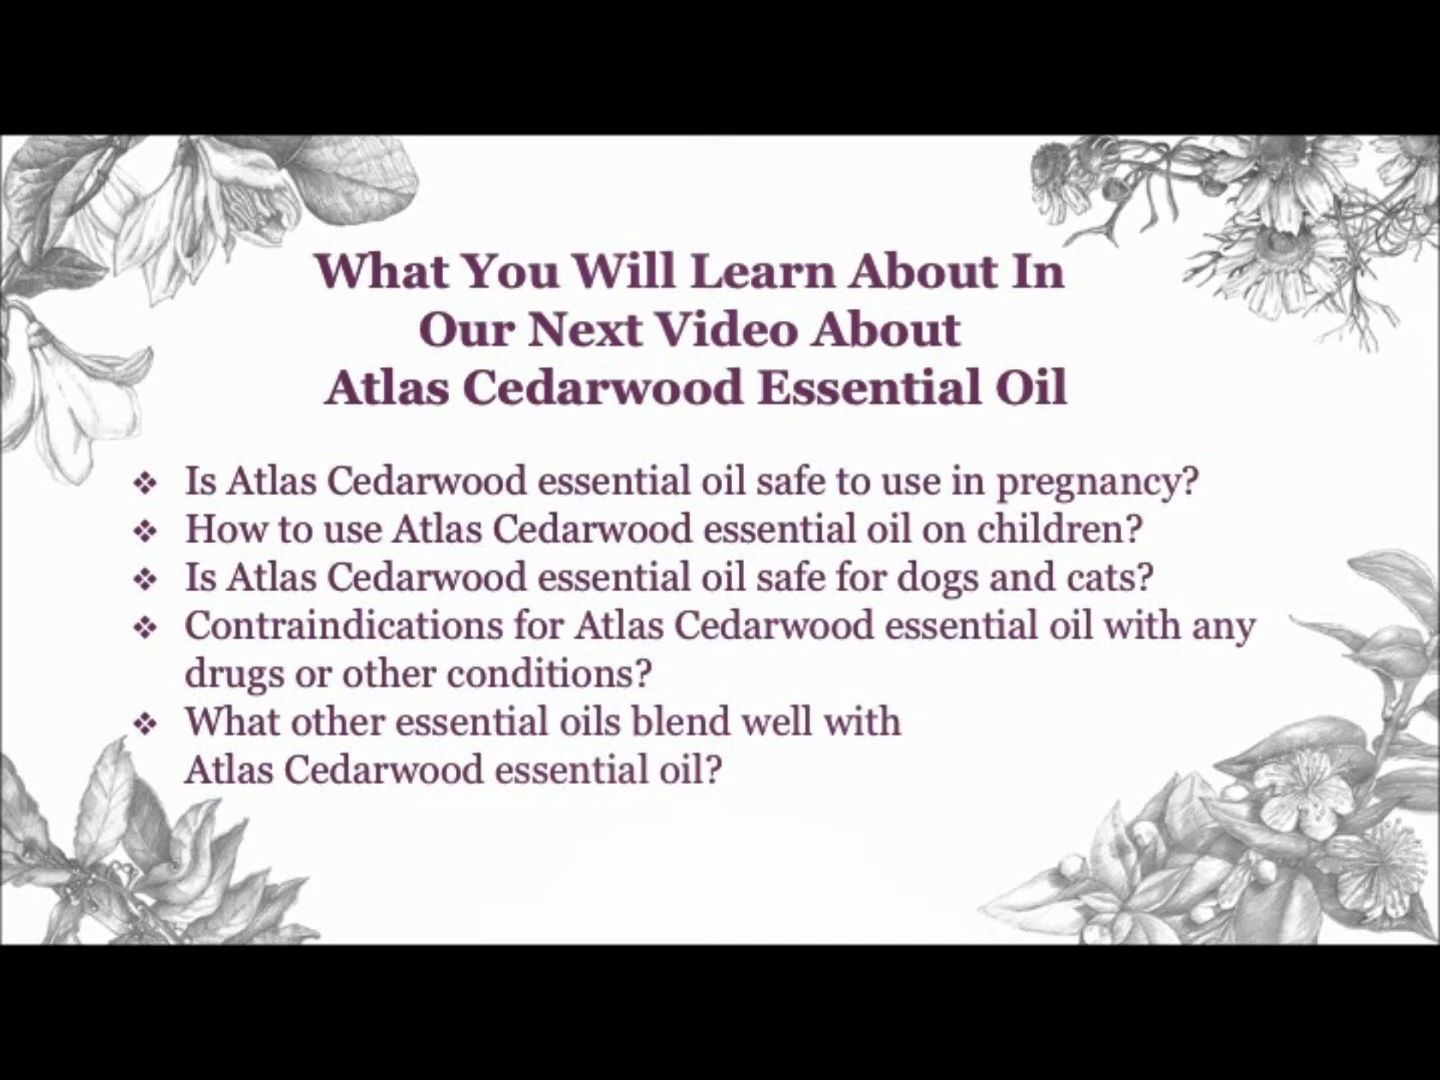 What You Will Learn About In
Our Next Video About
Atlas Cedarwood Essential Oil
❖ Is Atlas Cedarwood essential oil safe to use in pregnancy?
❖ How to use Atlas Cedarwood essential oil on children?
❖ Is Atlas Cedarwood essential oil safe for dogs and cats?
❖ Contraindications for Atlas Cedarwood essential oil with any
drugs or other conditions?
❖ What other essential oils blend well with
Atlas Cedarwood essential oil?